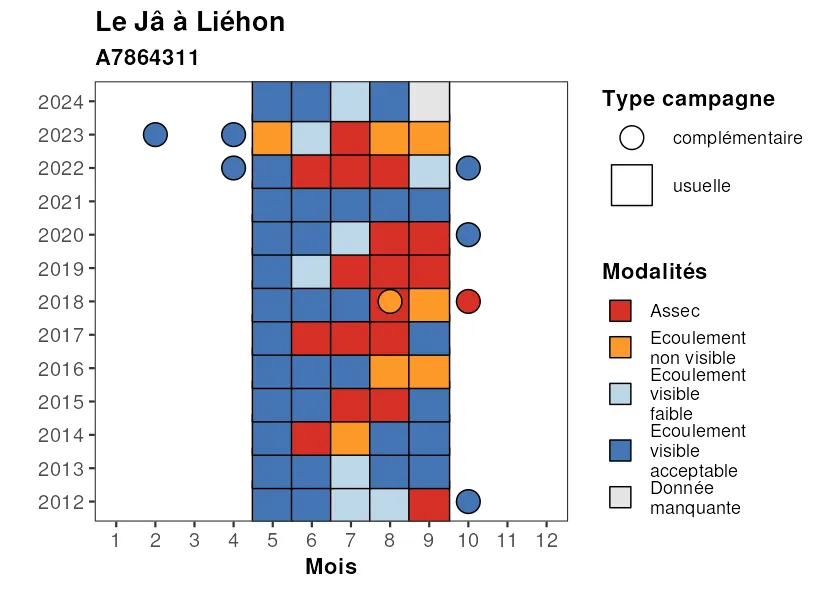 Le Jâ à Liéhon
A7864311
2024
2023
2022
2021
2020
2019
2018
2017
2016
2015
2014
2013
2012
1 2 3 4 5 6 7 8 9 10 11 12
Mois
Type campagne
complémentaire
usuelle
Modalités
Assec
Ecoulement
non visible
Ecoulement
visible
faible
Ecoulement
visible
acceptable
Donnée
manquante